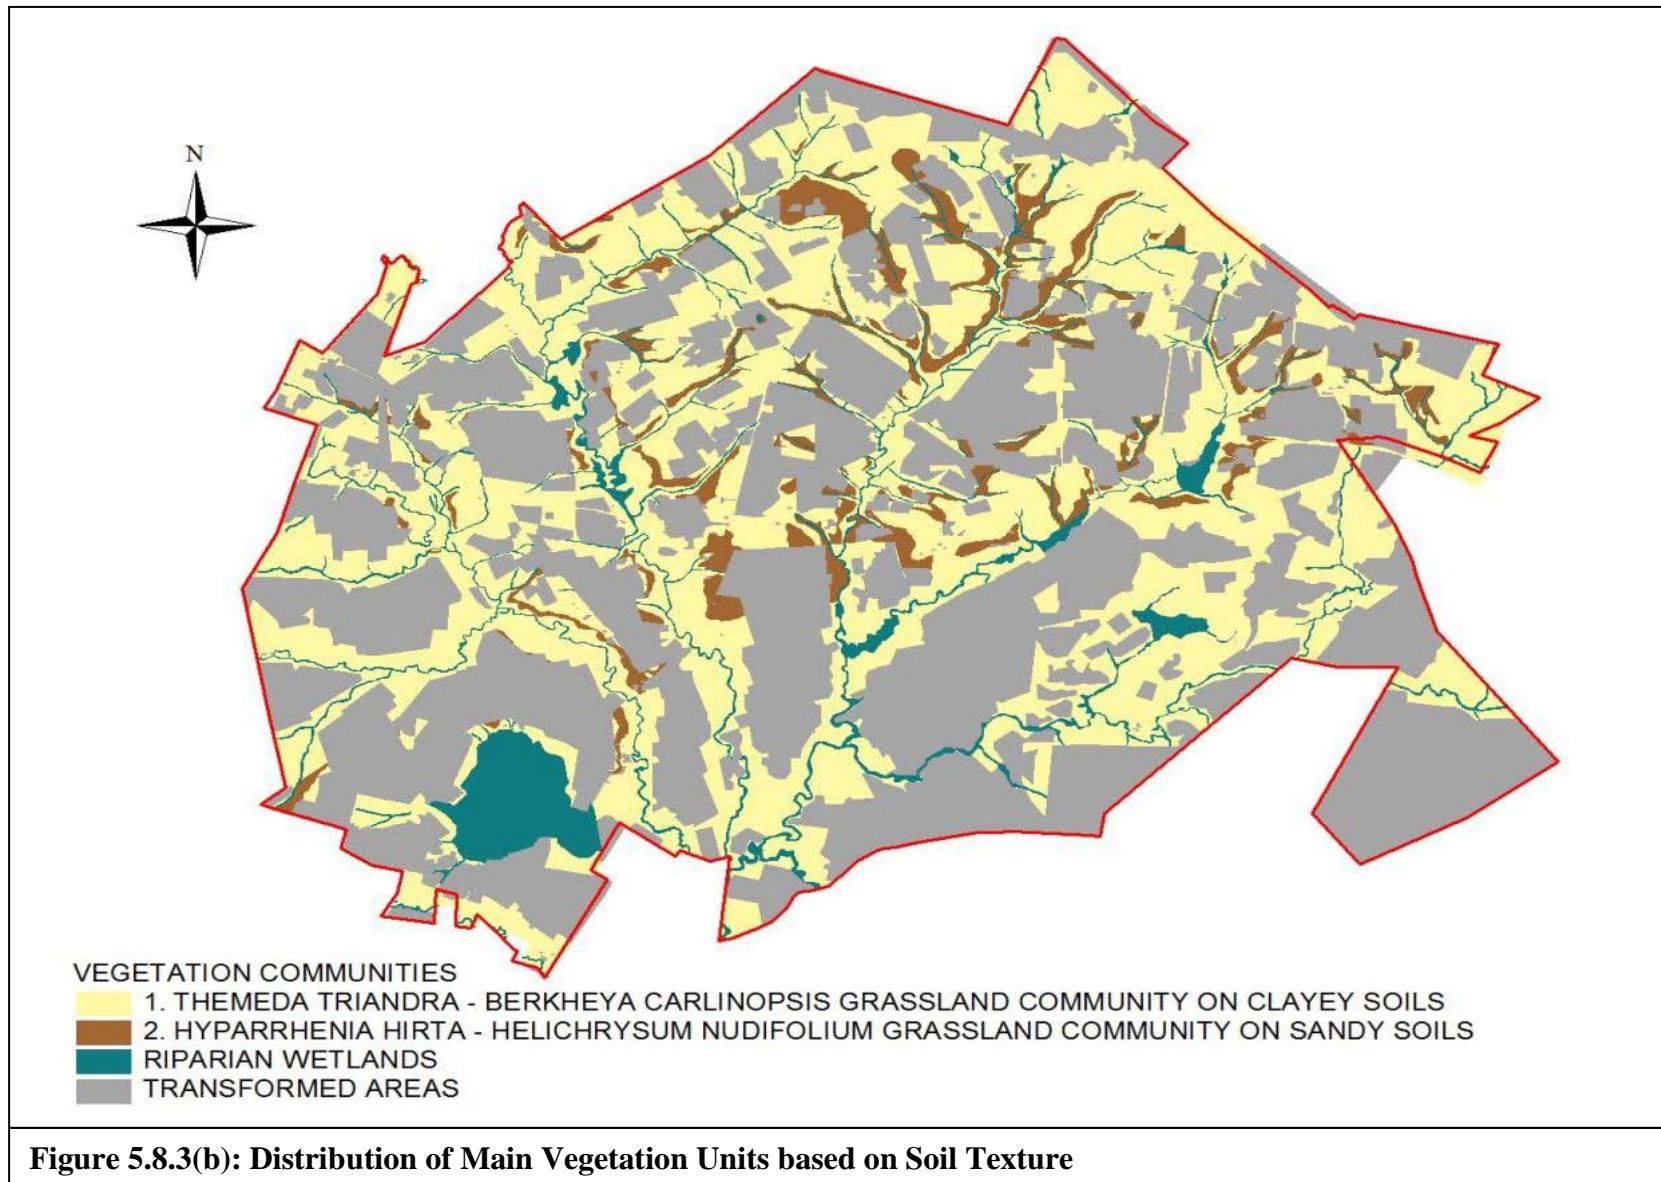 N
VEGETATION COMMUNITIES
1. THEMEDA TRIANDRA - BERKHEYA CARLINOPSIS GRASSLAND COMMUNITY ON CLAYEY SOILS
2. HYPARRHENIA HIRTA - HELICHRYSUM NUDIFOLIUM GRASSLAND COMMUNITY ON SANDY SOILS
RIPARIAN WETLANDS
TRANSFORMED AREAS
Figure 5.8.3(b): Distribution of Main Vegetation Units based on Soil Texture